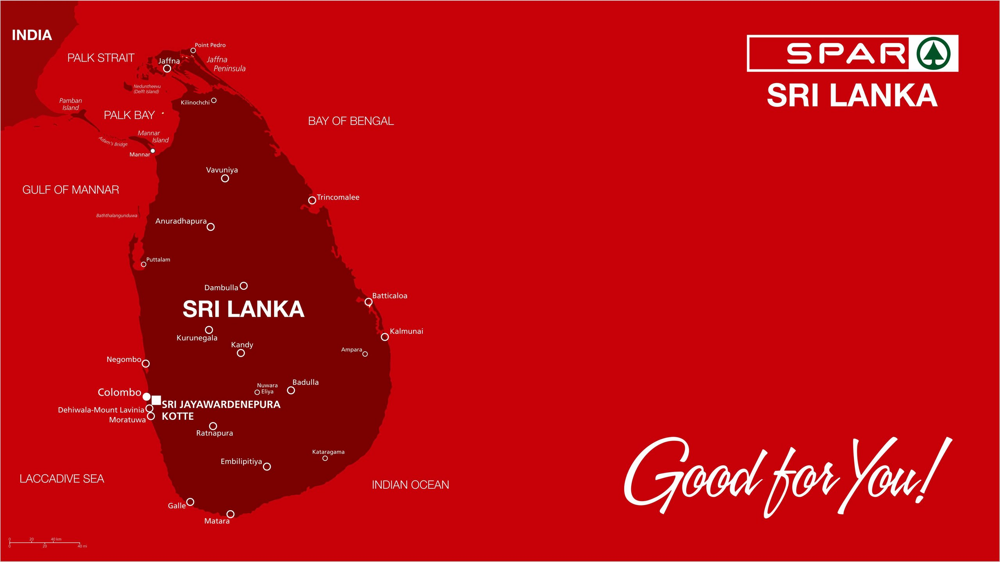 INDIA
PALK STRAIT
Point Pedro
Jaffna
Jaffna
Peninsula
Neduntheevu
(Delft Island)
Pamban
Island
Kilinochchi
PALK BAY
Mannar
Island
Adam's Bridge
Mannar
BAY OF BENGAL
Vavuniya
GULF OF MANNAR
Trincomalee
Baththalangunduwa
Anuradhapura
Puttalam
Dambulla
Batticaloa
SRI LANKA
Kurunegala
Kalmunai
Kandy
Ampara
Negombo
Nuwara
Eliya
Badulla
Colombo
SRI JAYAWARDENEPURA
KOTTE
Dehiwala-Mount Lavinia
Moratuwa
Ratnapura
Kataragama
Embilipitiya
LACCADIVE SEA
INDIAN OCEAN
Galle
Matara
0 20 40 km
0 20 40 mi
SPAR
SRI LANKA
Good for You!